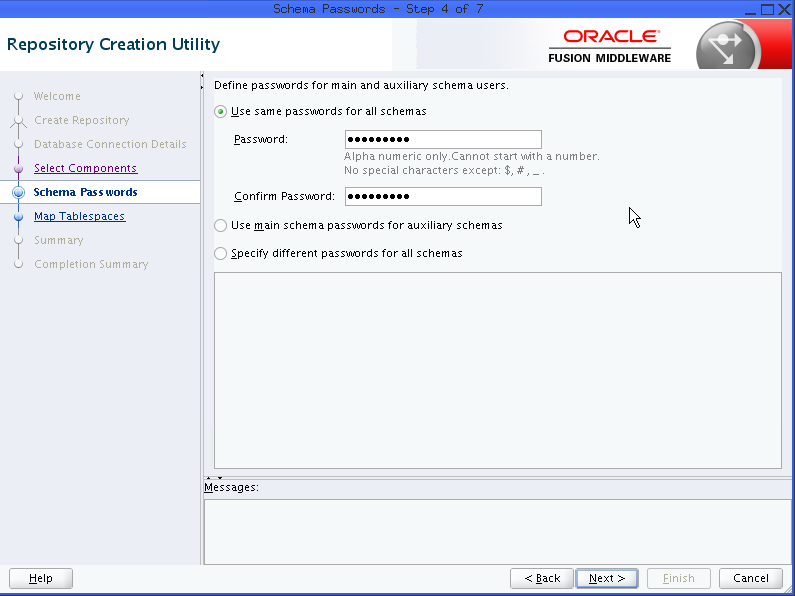 Schema Passwords - Step 4 of 7
Repository Creation Utility
ORACLE
FUSION MIDDLEWARE
Welcome
Create Repository
Database Connection Details
Select Components
Schema Passwords
Map Tablespaces
Summary
Completion Summary
Define passwords for main and auxiliary schema users.
Use same passwords for all schemas
Password: •••••••••
Alpha numeric only.Cannot start with a number.
No special characters except: $, # , _ .
Confirm Password: •••••••••
Use main schema passwords for auxiliary schemas
Specify different passwords for all schemas
Messages:
Help
< Back
Next >
Finish
Cancel